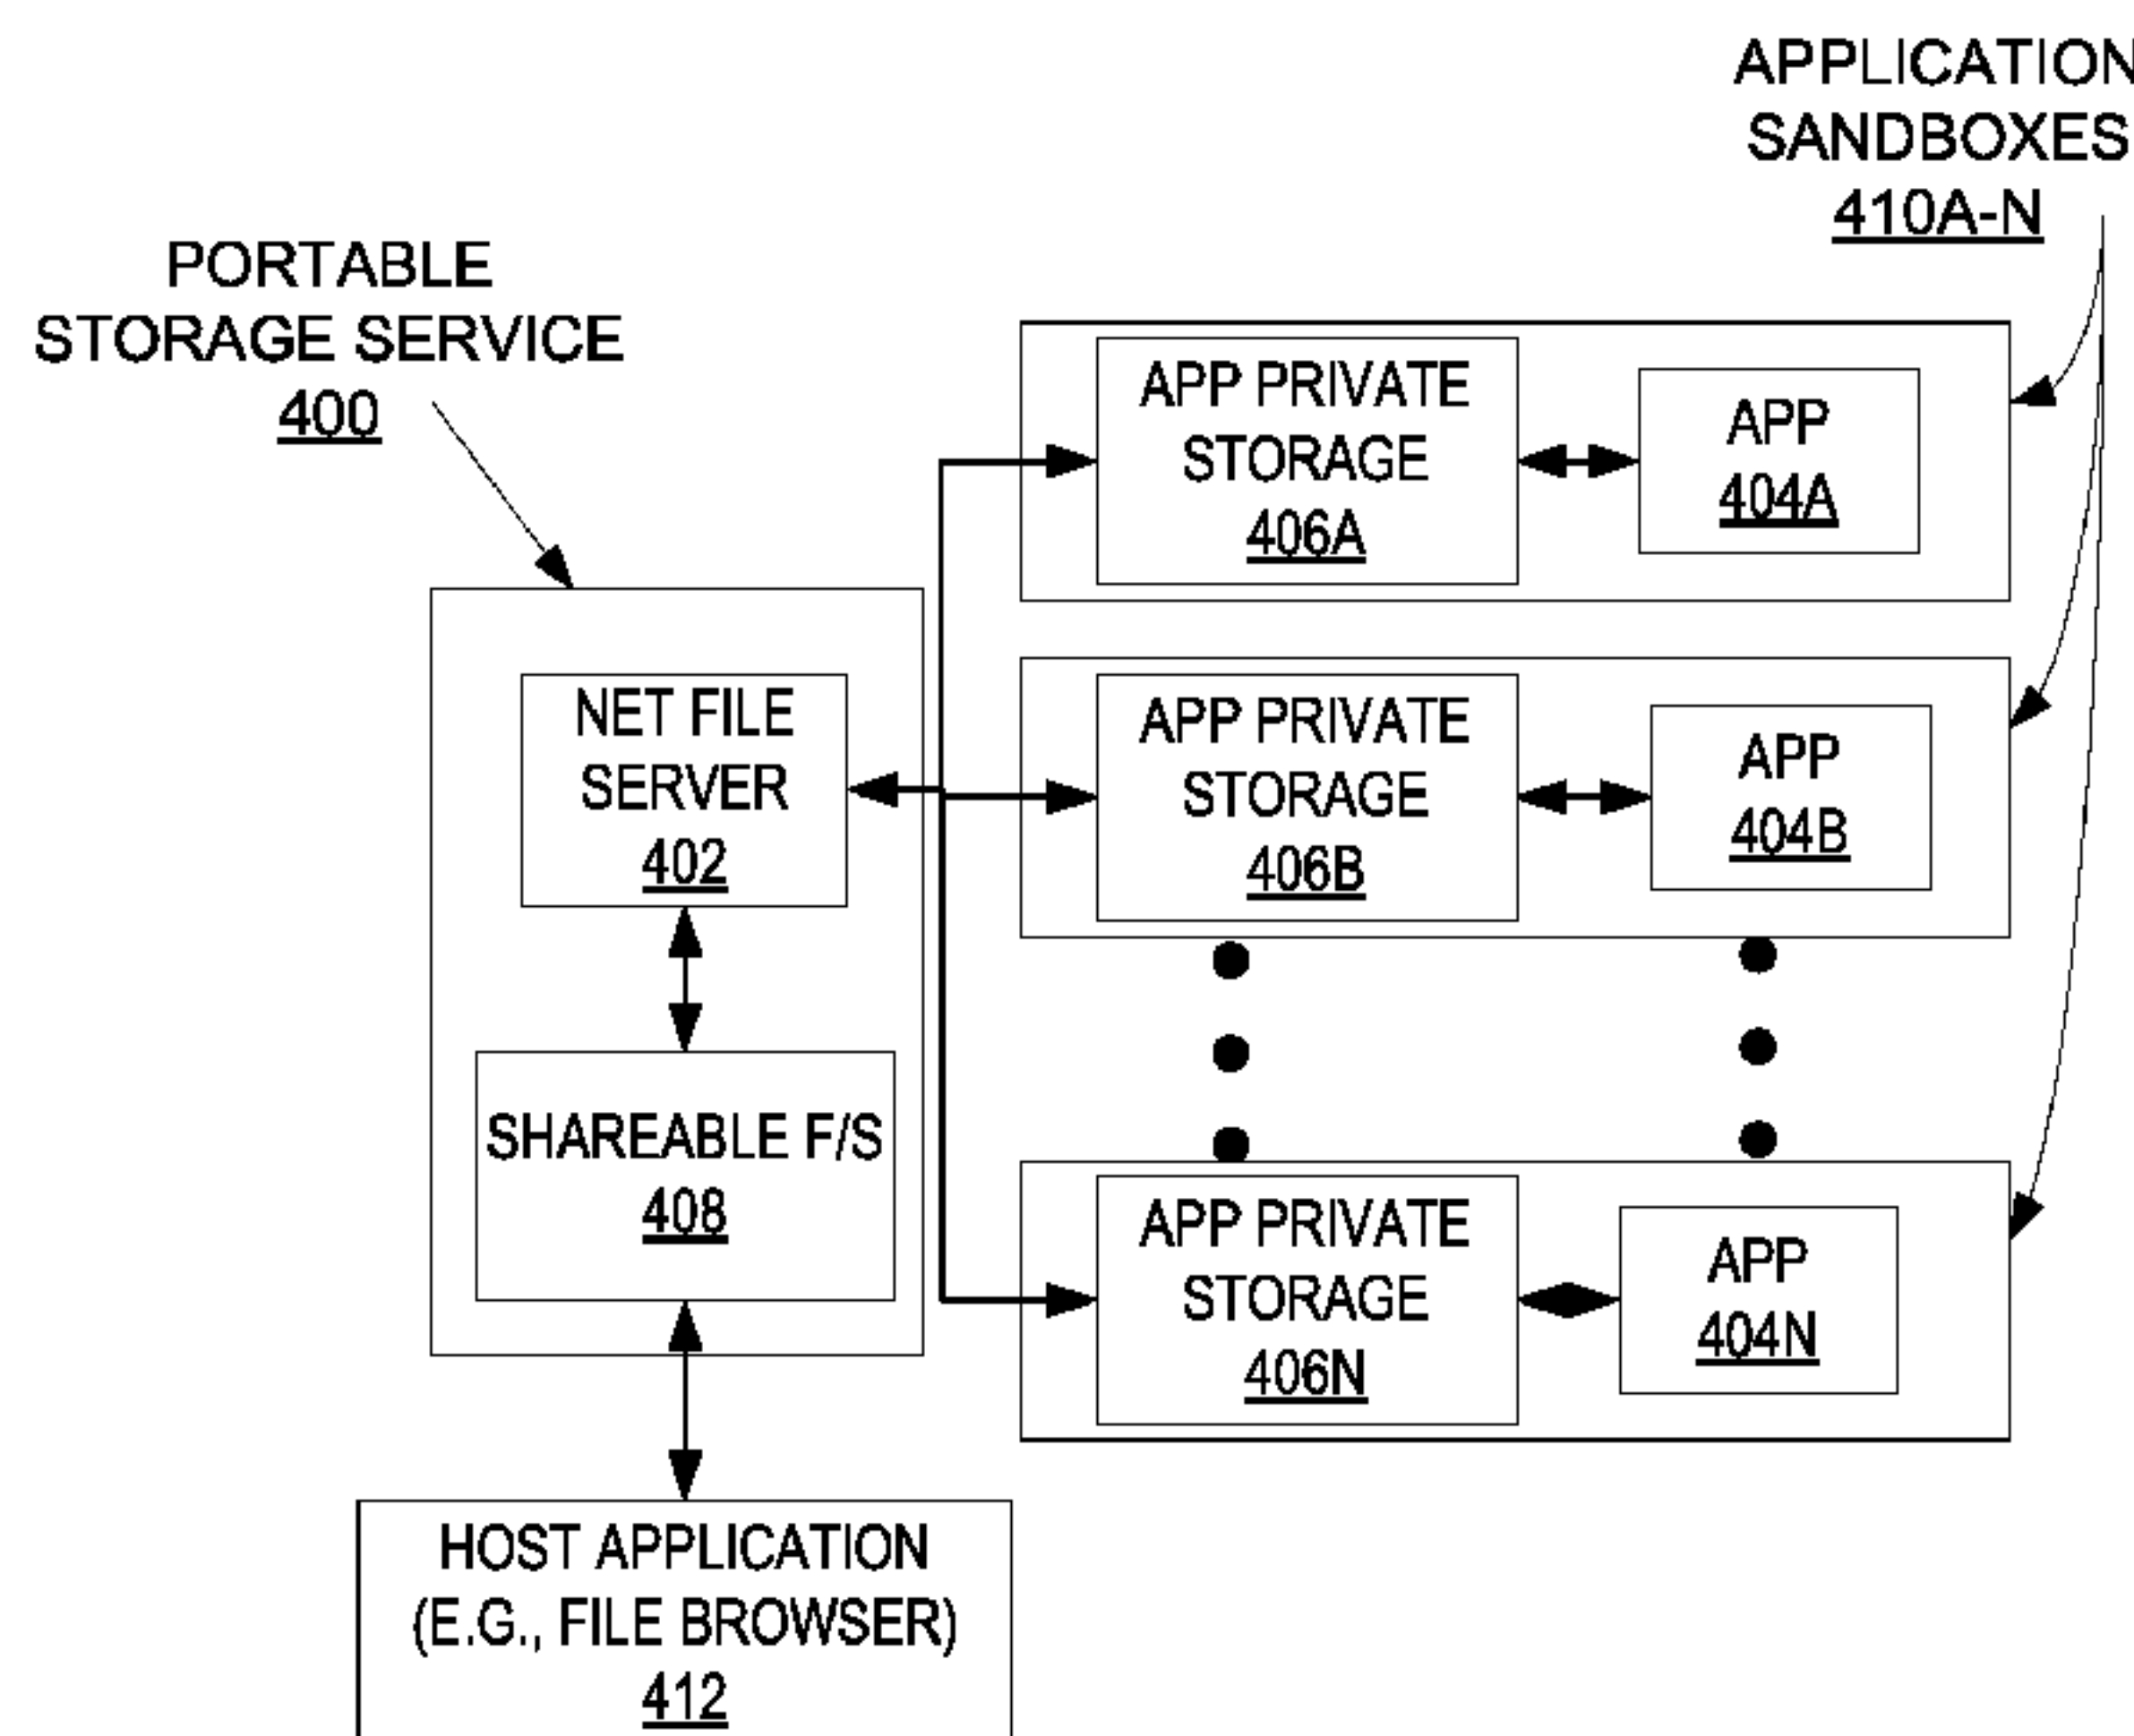 APPLICATION
SANDBOXES
410A-N
PORTABLE
STORAGE SERVICE
400
APP PRIVATE
STORAGE
406A
APP
404A
NET FILE
SERVER
402
APP PRIVATE
STORAGE
406B
APP
404B
SHAREABLE F/S
408
APP PRIVATE
STORAGE
406N
APP
404N
HOST APPLICATION
(E.G., FILE BROWSER)
412